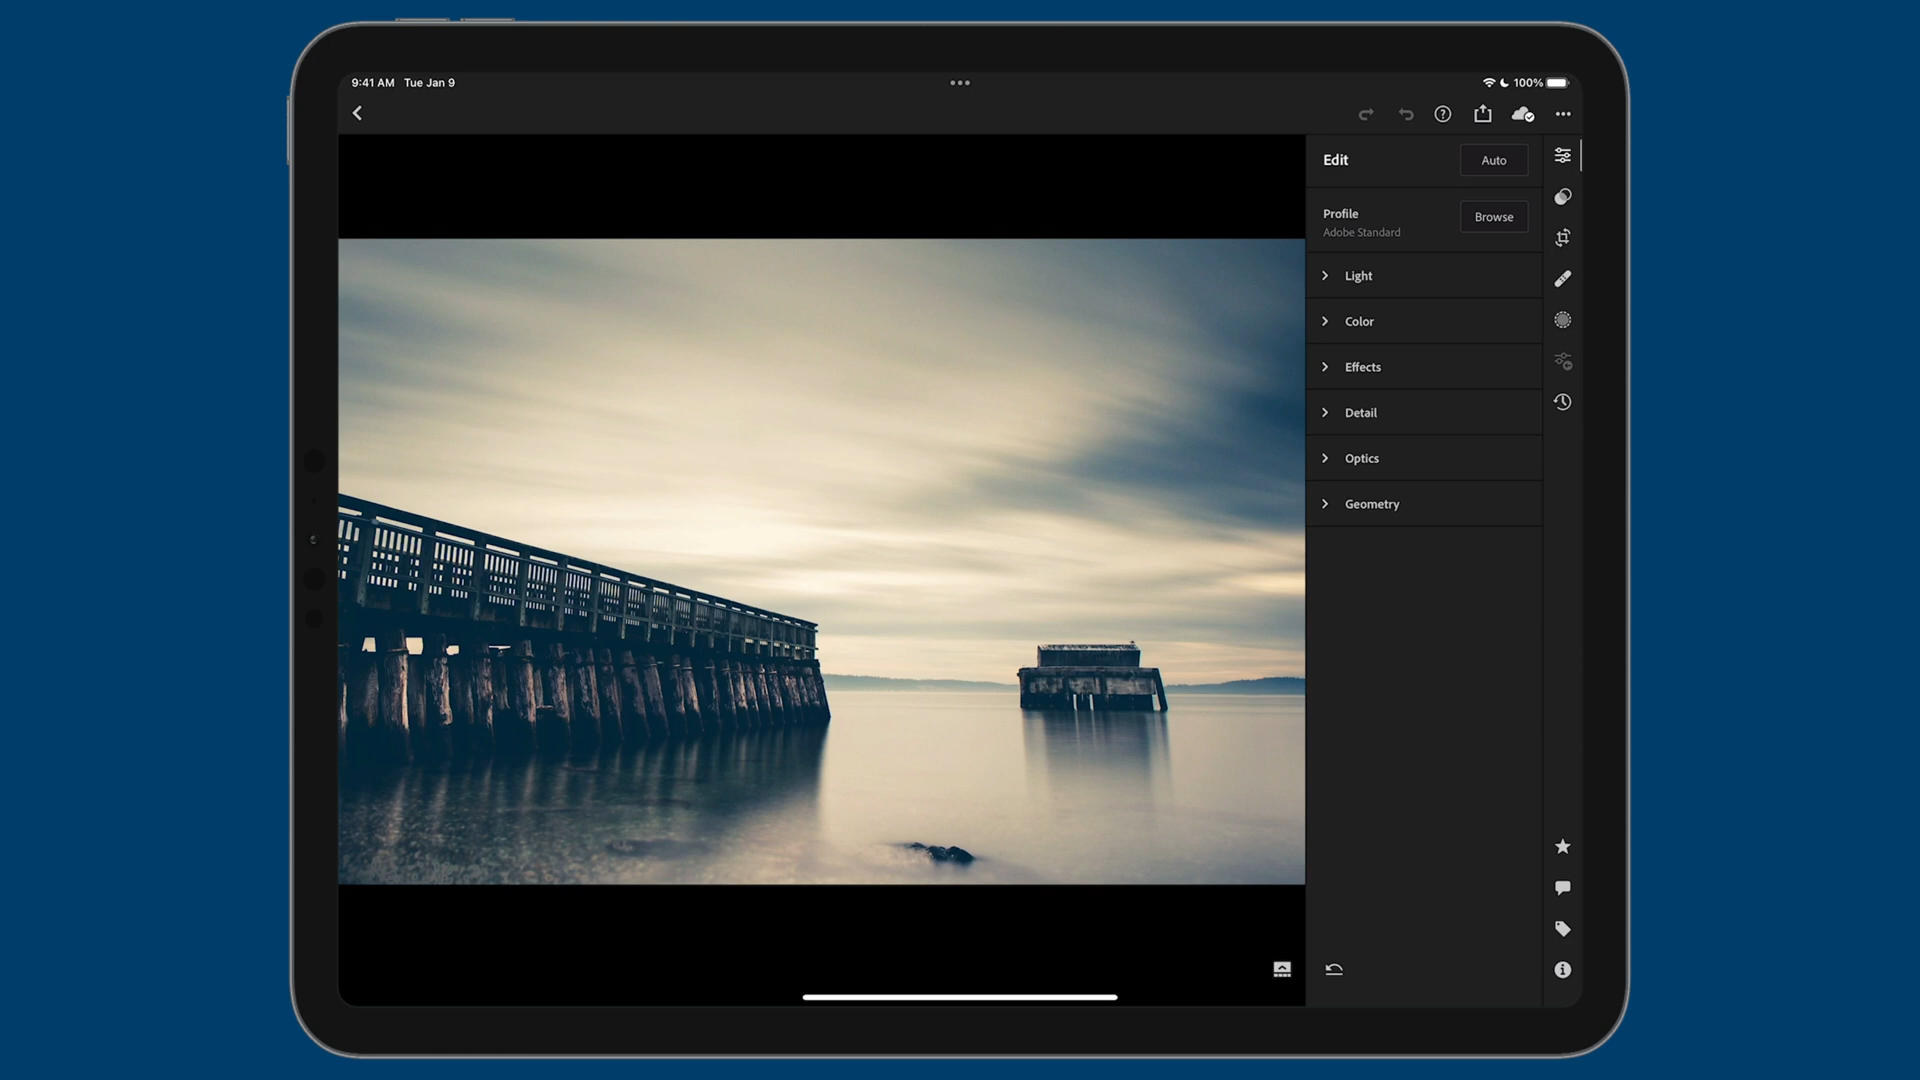 9:41 AM Tue Jan 9
100%
Edit
Auto
Profile
Browse
Adobe Standard
Light
Color
Effects
Detail
Optics
Geometry